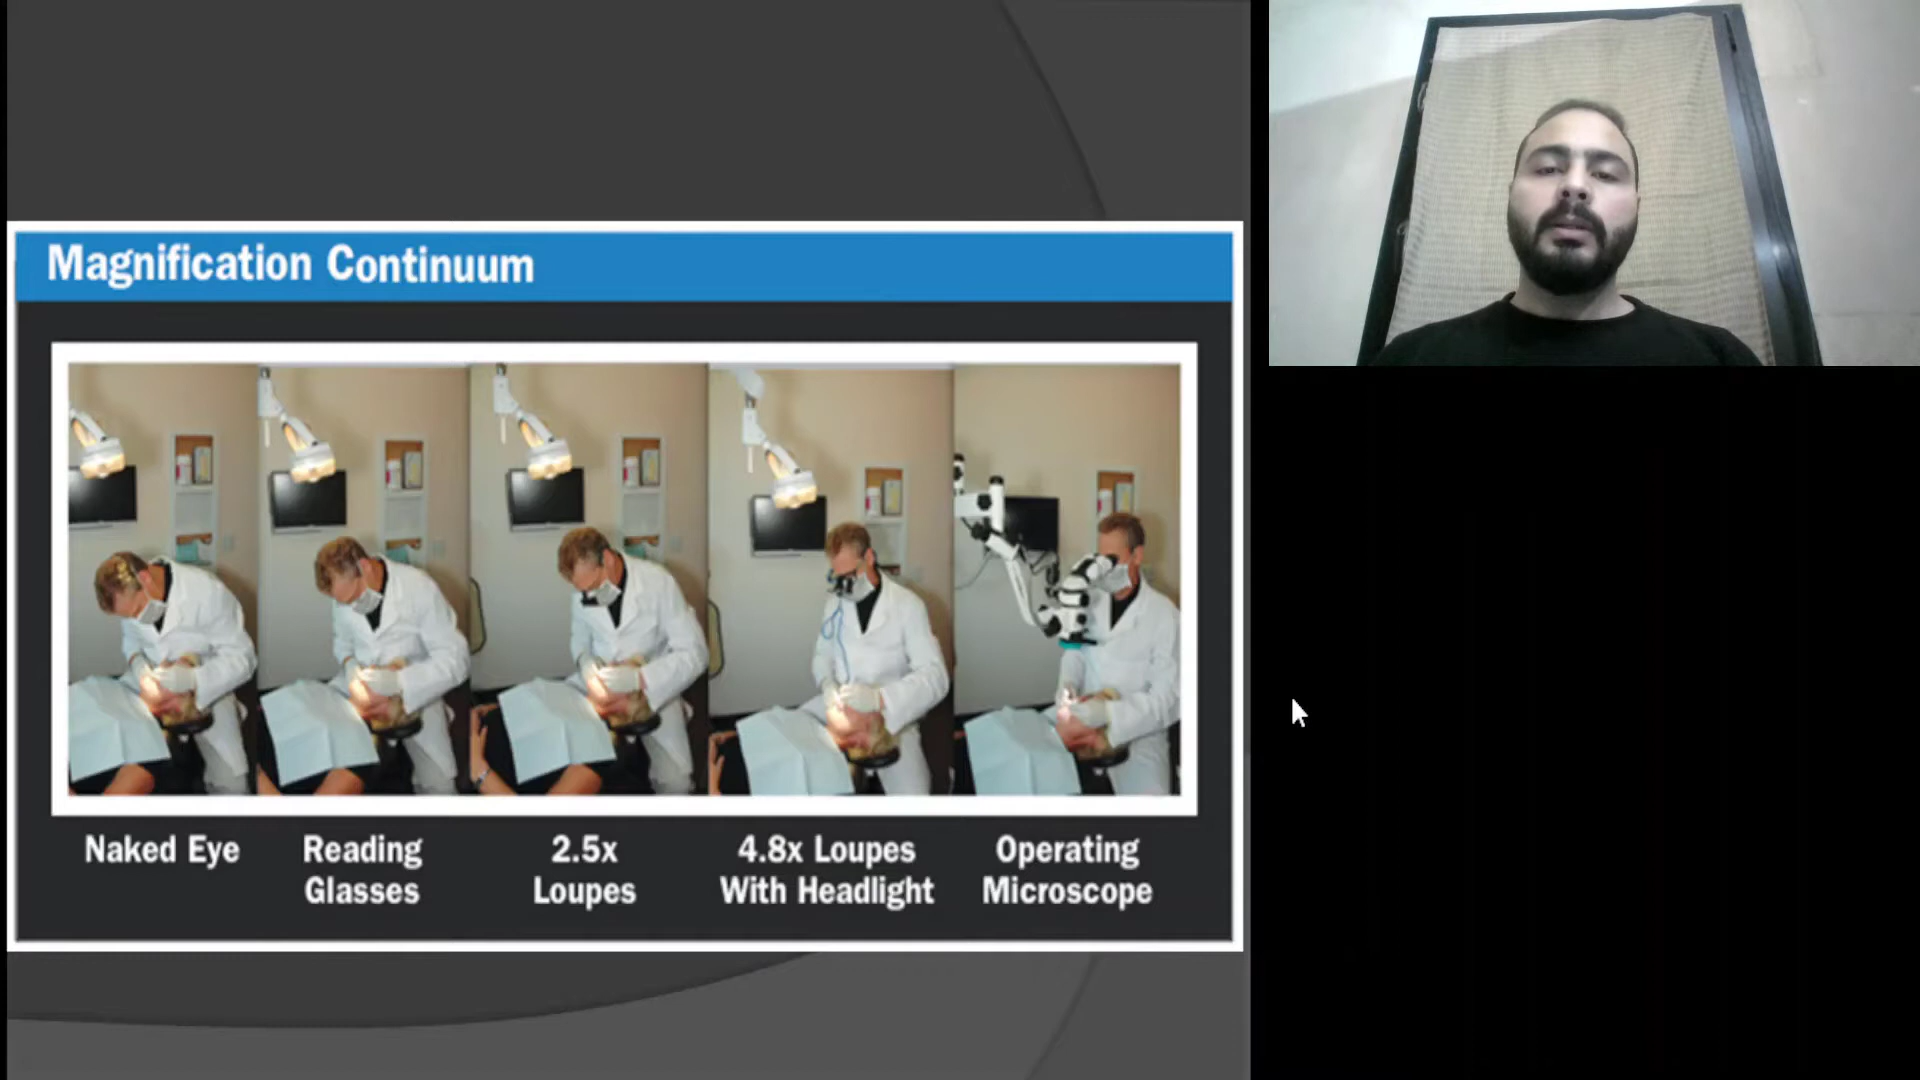 Magnification Continuum
Naked Eye
Reading
Glasses
2.5x
Loupes
4.8x Loupes
With Headlight
Operating
Microscope